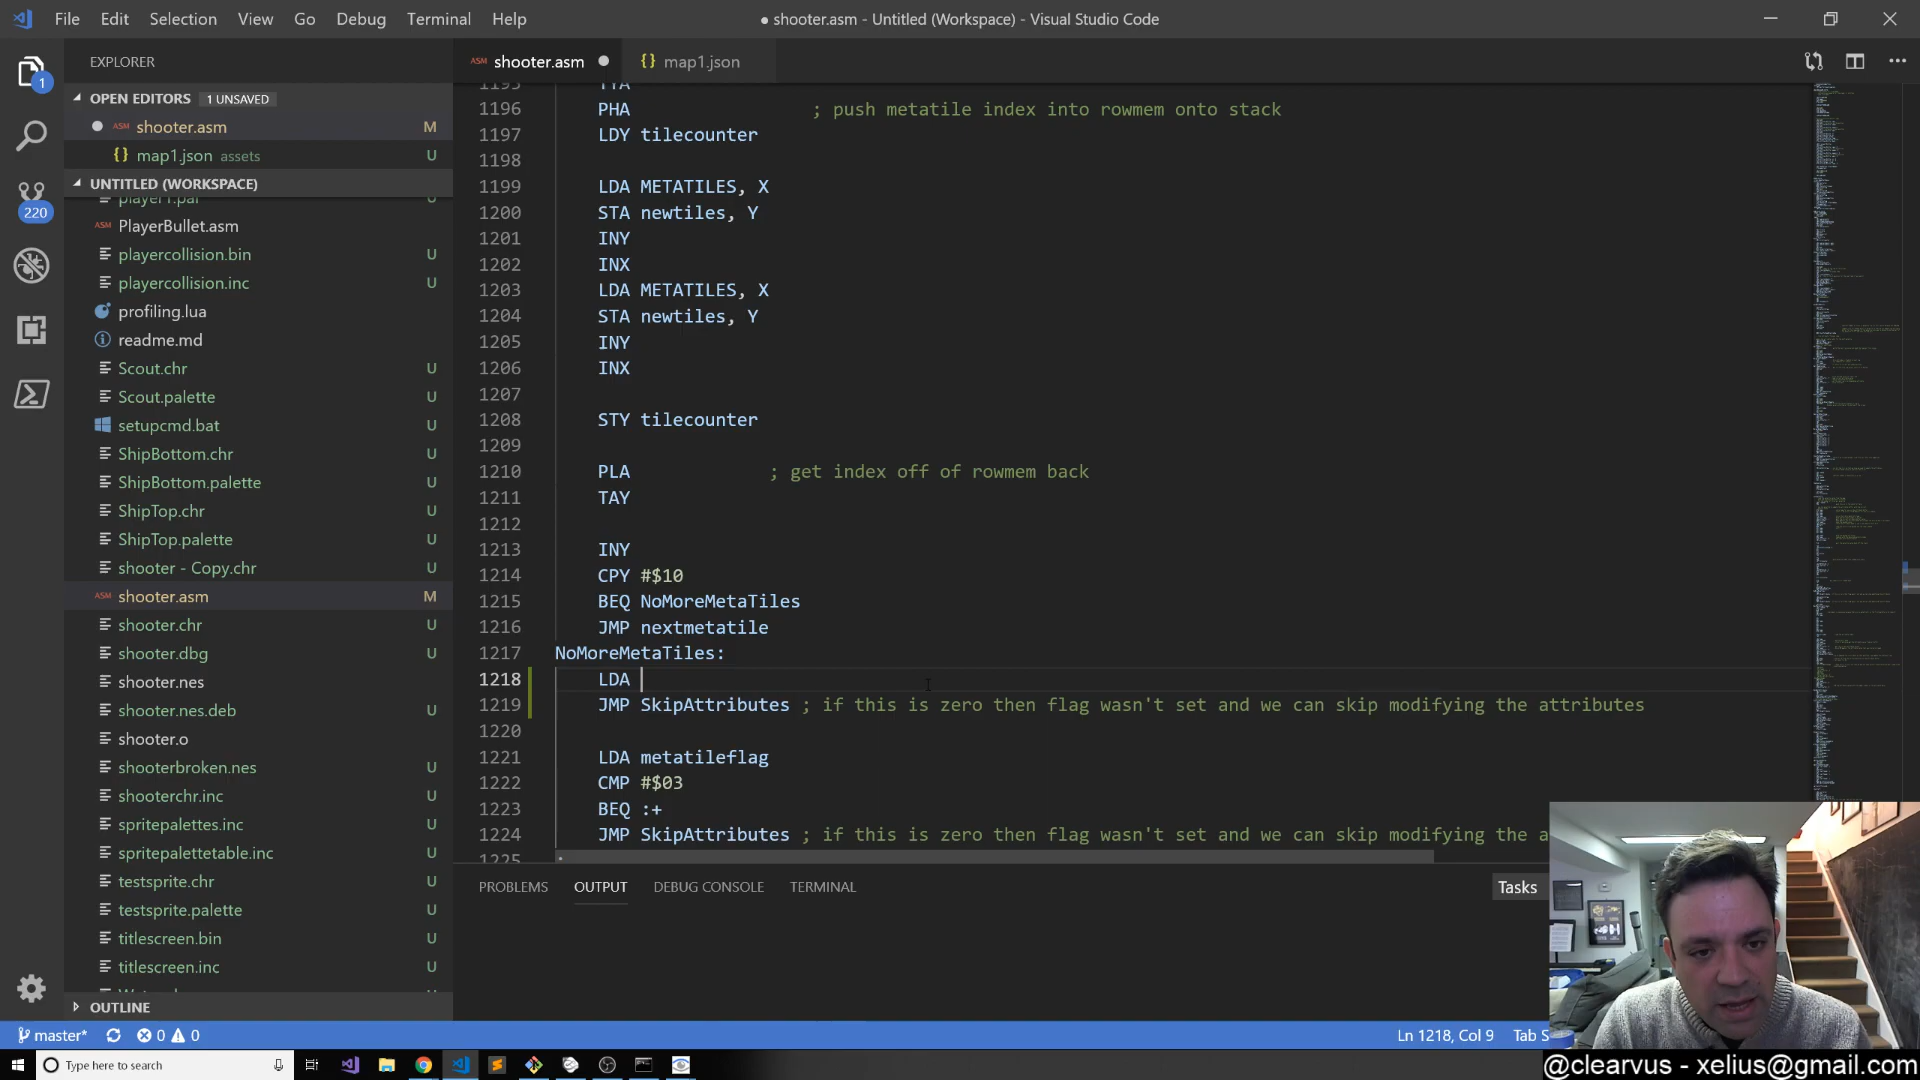 File Edit Selection View Go Debug Terminal Help
● shooter.asm - Untitled (Workspace) - Visual Studio Code
EXPLORER
OPEN EDITORS 1 UNSAVED
ASM shooter.asm M
{} map1.json assets U
UNTITLED (WORKSPACE)
player1.pal U
ASM PlayerBullet.asm
playercollision.bin U
playercollision.inc U
profiling.lua
readme.md
Scout.chr U
Scout.palette U
setupcmd.bat U
ShipBottom.chr U
ShipBottom.palette U
ShipTop.chr U
ShipTop.palette U
shooter - Copy.chr U
ASM shooter.asm M
shooter.chr U
shooter.dbg U
shooter.nes
shooter.nes.deb U
shooter.o
shooterbroken.nes U
shooterchr.inc U
spritepalettes.inc U
spritepalettetable.inc U
testsprite.chr U
testsprite.palette U
titlescreen.bin U
titlescreen.inc U
OUTLINE
1
220
ASM shooter.asm ●
{} map1.json
1195 TYA
1196 PHA ; push metatile index into rowmem onto stack
1197 LDY tilecounter
1198
1199 LDA METATILES, X
1200 STA newtiles, Y
1201 INY
1202 INX
1203 LDA METATILES, X
1204 STA newtiles, Y
1205 INY
1206 INX
1207
1208 STY tilecounter
1209
1210 PLA ; get index off of rowmem back
1211 TAY
1212
1213 INY
1214 CPY #$10
1215 BEQ NoMoreMetaTiles
1216 JMP nextmetatile
1217 NoMoreMetaTiles:
1218 LDA
1219 JMP SkipAttributes ; if this is zero then flag wasn't set and we can skip modifying the attributes
1220
1221 LDA metatileflag
1222 CMP #$03
1223 BEQ :+
1224 JMP SkipAttributes ; if this is zero then flag wasn't set and we can skip modifying the a
1225
PROBLEMS OUTPUT DEBUG CONSOLE TERMINAL
Tasks
master* 0 0
Ln 1218, Col 9 Tab S
Type here to search
@clearvus - xelius@gmail.com